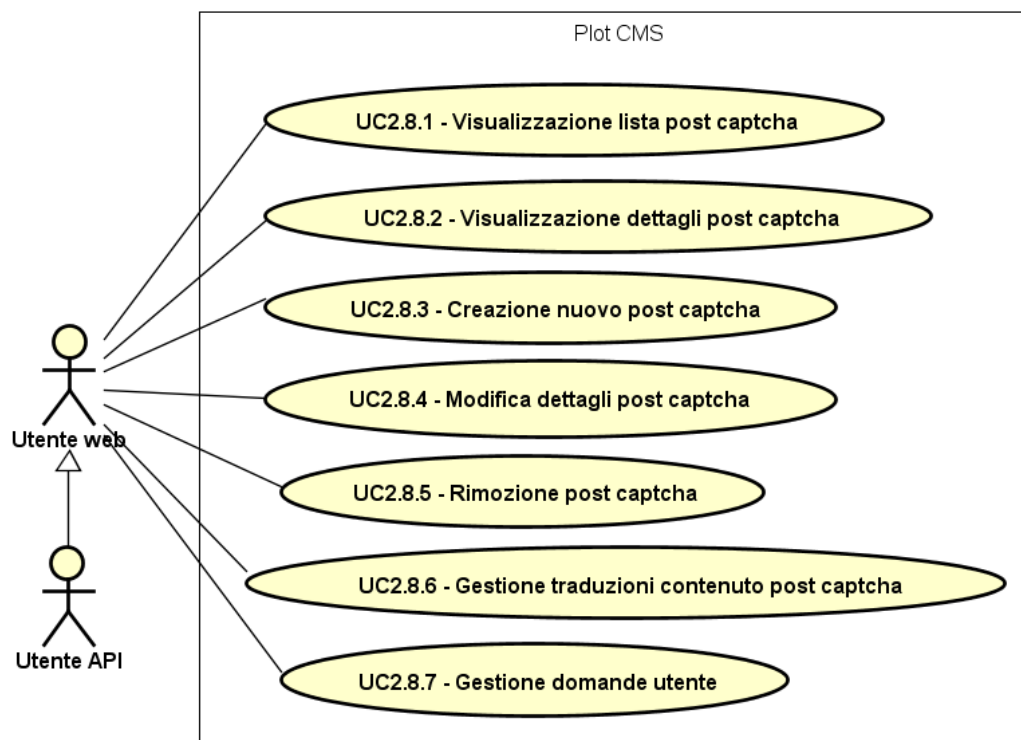 Plot CMS
UC2.8.1 - Visualizzazione lista post captcha
UC2.8.2 - Visualizzazione dettagli post captcha
UC2.8.3 - Creazione nuovo post captcha
UC2.8.4 - Modifica dettagli post captcha
Utente web
UC2.8.5 - Rimozione post captcha
UC2.8.6 - Gestione traduzioni contenuto post captcha
Utente API
UC2.8.7 - Gestione domande utente